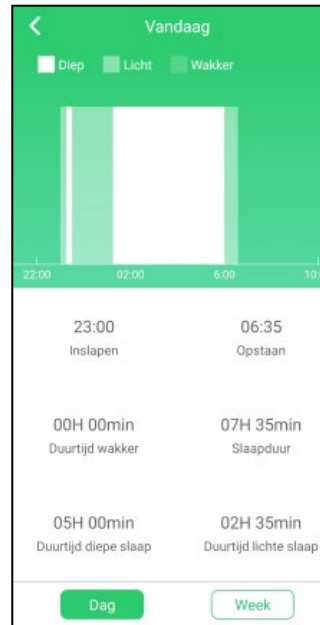 Vandaag
Diep Licht Wakker
22:00 02:00 6:00 10:
23:00 06:35
Inslapen Opstaan
00H 00min 07H 35min
Duurtijd wakker Slaapduur
05H 00min 02H 35min
Duurtijd diepe slaap Duurtijd lichte slaap
Dag Week